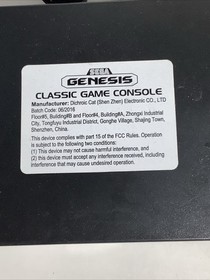 SEGA
GENESIS
CLASSIC GAME CONSOLE
Manufacturer: Dichroic Cat (Shen Zhen) Electronic CO., LTD
Batch Code: 06/2016
Floor#5, Building#B and Floor#4, Building#A, Zhongxi Industrial
City, Tongfuyu Industrial District, Gonghe Village, Shajing Town,
Shenzhen, China.
This device complies with part 15 of the FCC Rules. Operation
is subject to the following two conditions:
(1) This device may not cause harmful interference, and
(2) this device must accept any interference received, including
interference that may cause undesired operation.